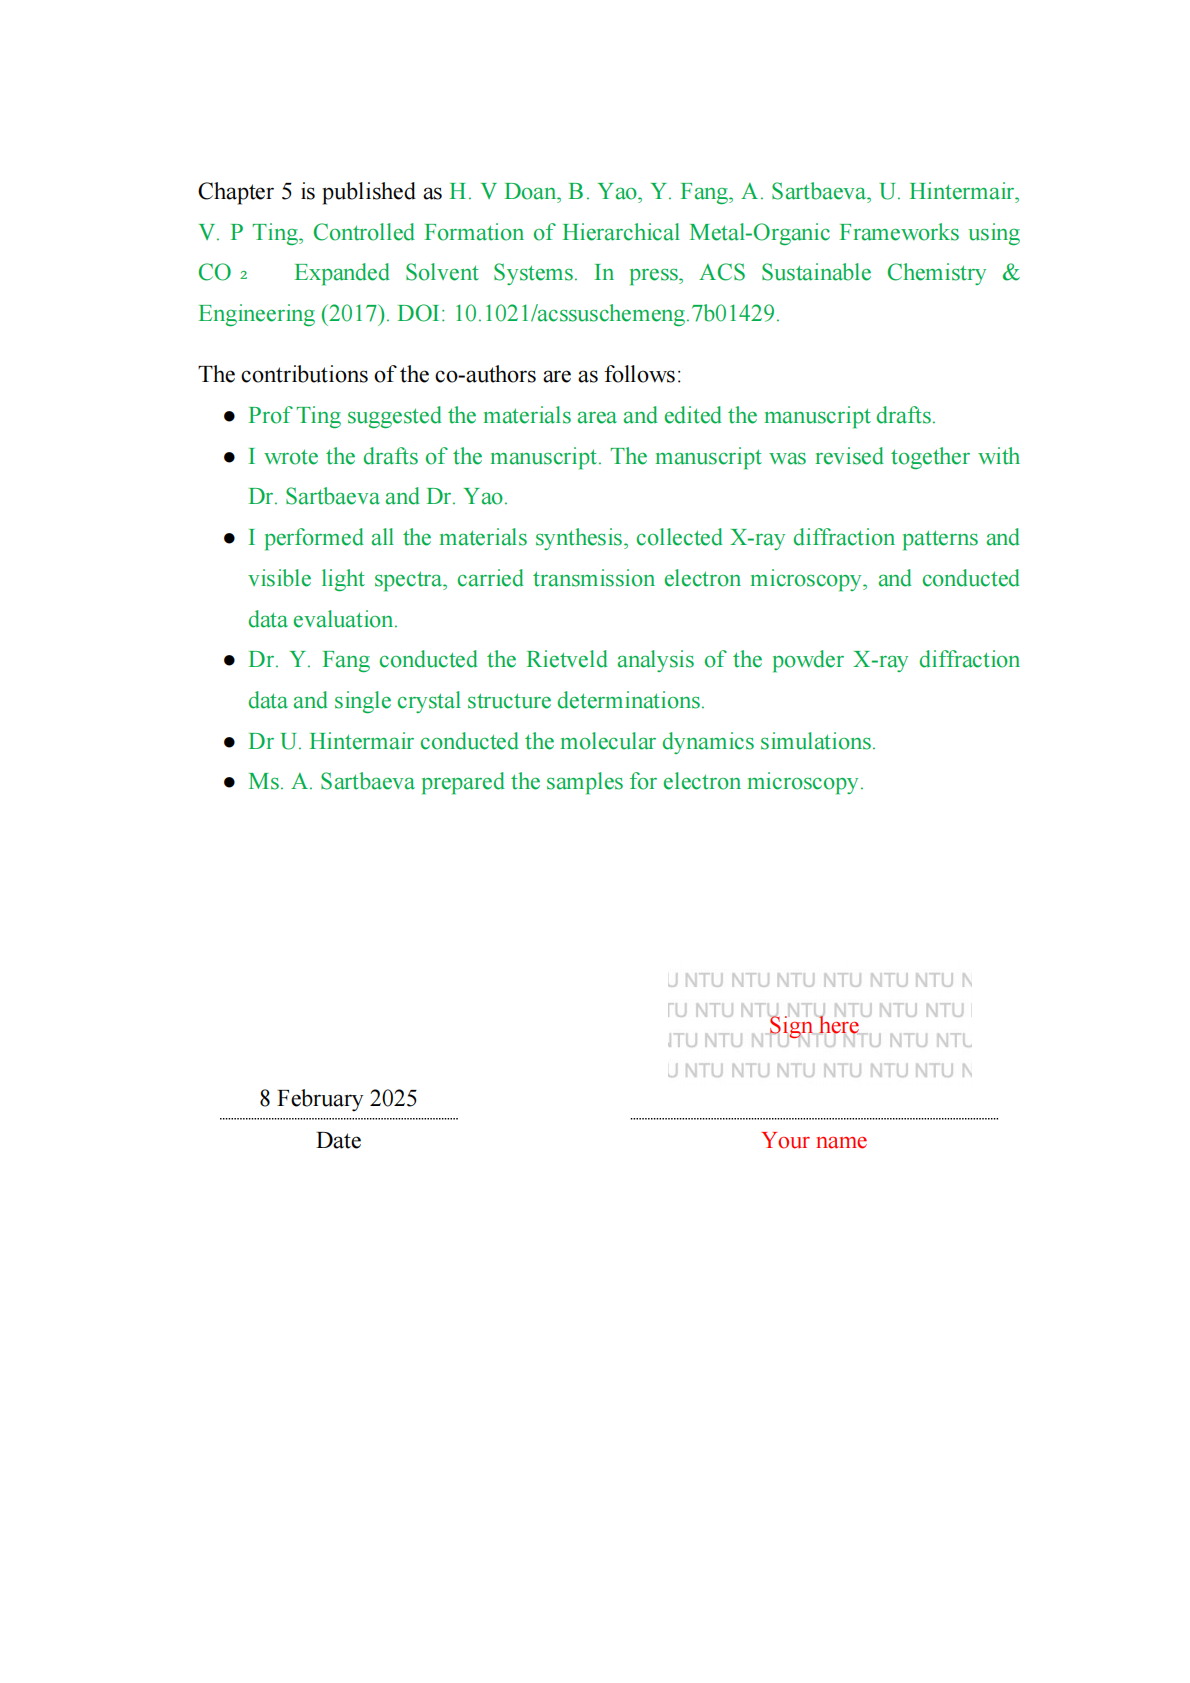 Chapter 5 is published as H. V Doan, B. Yao, Y. Fang, A. Sartbaeva, U. Hintermair,
V. P Ting, Controlled Formation of Hierarchical Metal-Organic Frameworks using
CO ₂ Expanded Solvent Systems. In press, ACS Sustainable Chemistry &
Engineering (2017). DOI: 10.1021/acssuschemeng.7b01429.
The contributions of the co-authors are as follows:
● Prof Ting suggested the materials area and edited the manuscript drafts.
● I wrote the drafts of the manuscript. The manuscript was revised together with
Dr. Sartbaeva and Dr. Yao.
● I performed all the materials synthesis, collected X-ray diffraction patterns and
visible light spectra, carried transmission electron microscopy, and conducted
data evaluation.
● Dr. Y. Fang conducted the Rietveld analysis of the powder X-ray diffraction
data and single crystal structure determinations.
● Dr U. Hintermair conducted the molecular dynamics simulations.
● Ms. A. Sartbaeva prepared the samples for electron microscopy.
U NTU NTU NTU NTU NTU NTU N
TU NTU NTU NTU NTU NTU NTU
Sign here
NTU NTU NTU NTU NTU NTU NTU
U NTU NTU NTU NTU NTU NTU N
8 February 2025
Date
Your name